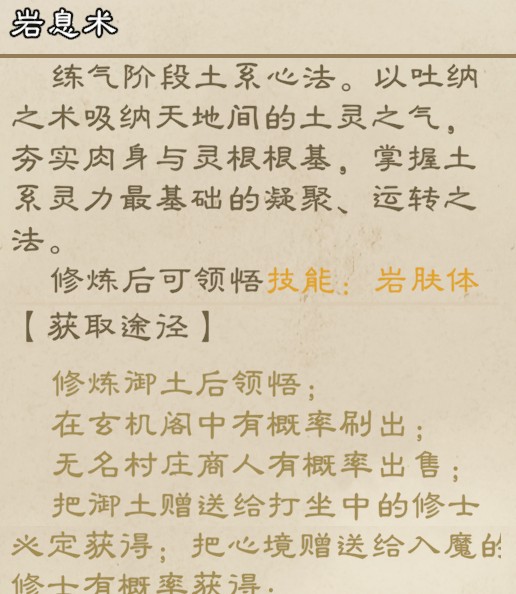 岩息术
练气阶段土系心法。以吐纳
之术吸纳天地间的土灵之气，
夯实肉身与灵根根基，掌握土
系灵力最基础的凝聚、运转之
法。
修炼后可领悟技能：岩肤体
【获取途径】
修炼御土后领悟；
在玄机阁中有概率刷出；
无名村庄商人有概率出售；
把御土赠送给打坐中的修士
必定获得；把心境赠送给入魔的
修士有概率获得；